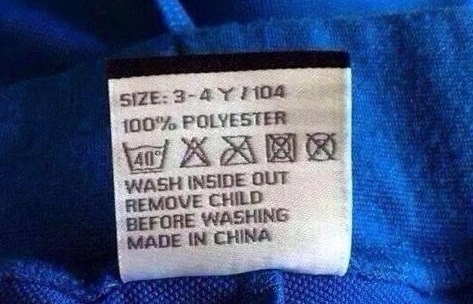 SIZE: 3-4 Y / 104
100% POLYESTER
40°
WASH INSIDE OUT
REMOVE CHILD
BEFORE WASHING
MADE IN CHINA